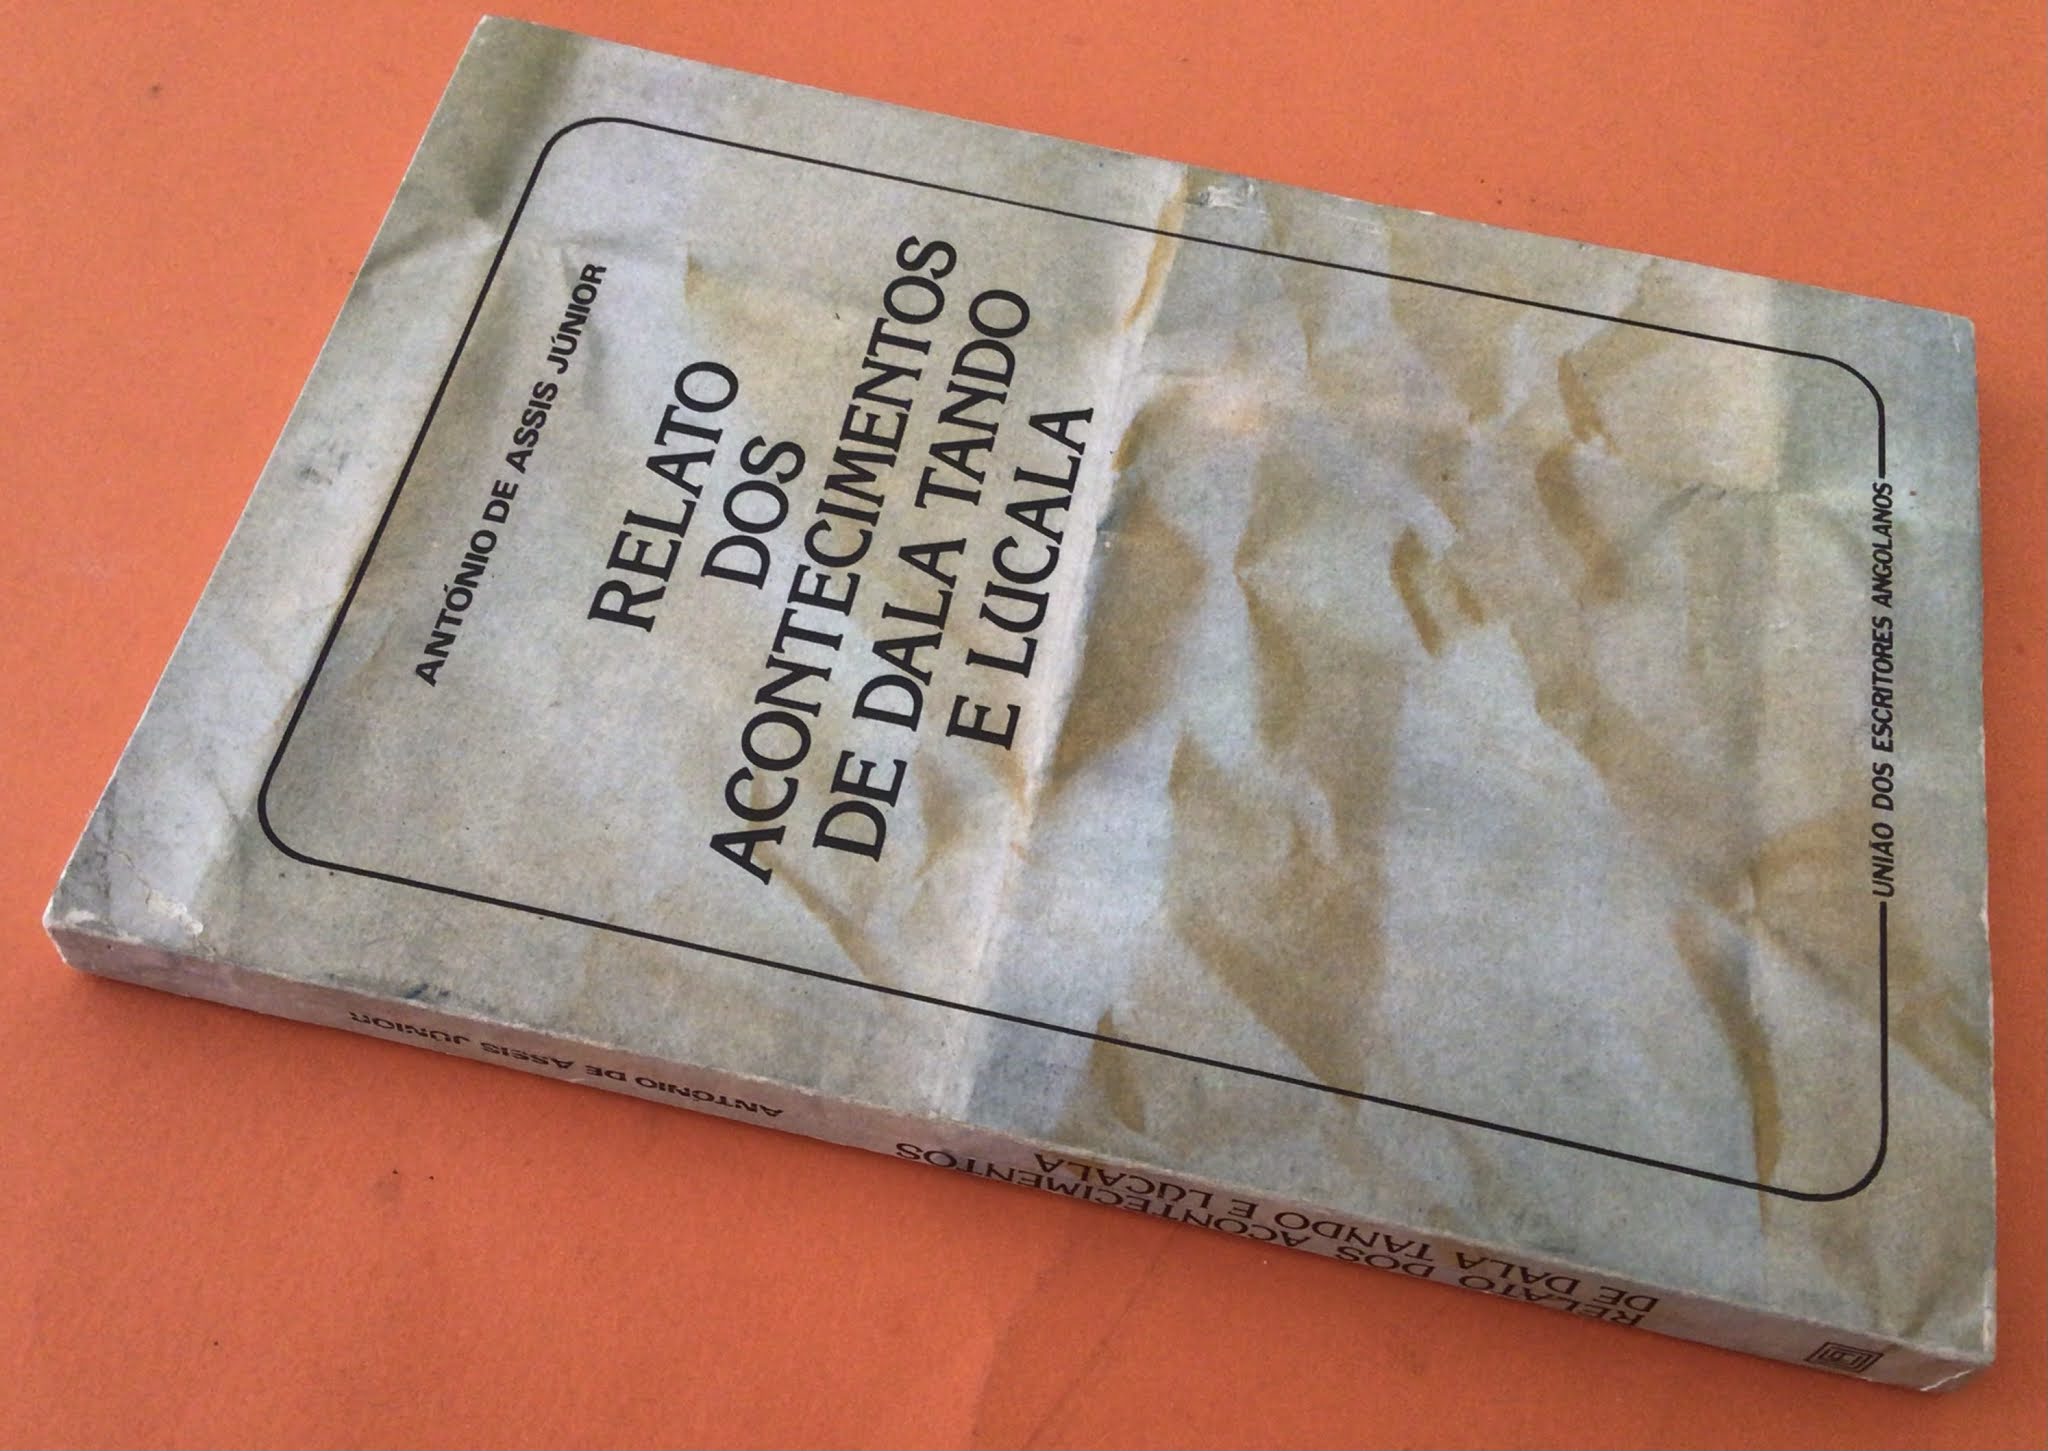 ANTÓNIO DE ASSIS JÚNIOR
RELATO
DOS
ACONTECIMENTOS
DE DALA TANDO
E LUCALA
UNIÃO DOS ESCRITORES ANGOLANOS
ANTÓNIO DE ASSIS JÚNIOR
RELATO DOS ACONTECIMENTOS
DE DALA TANDO E LUCALA